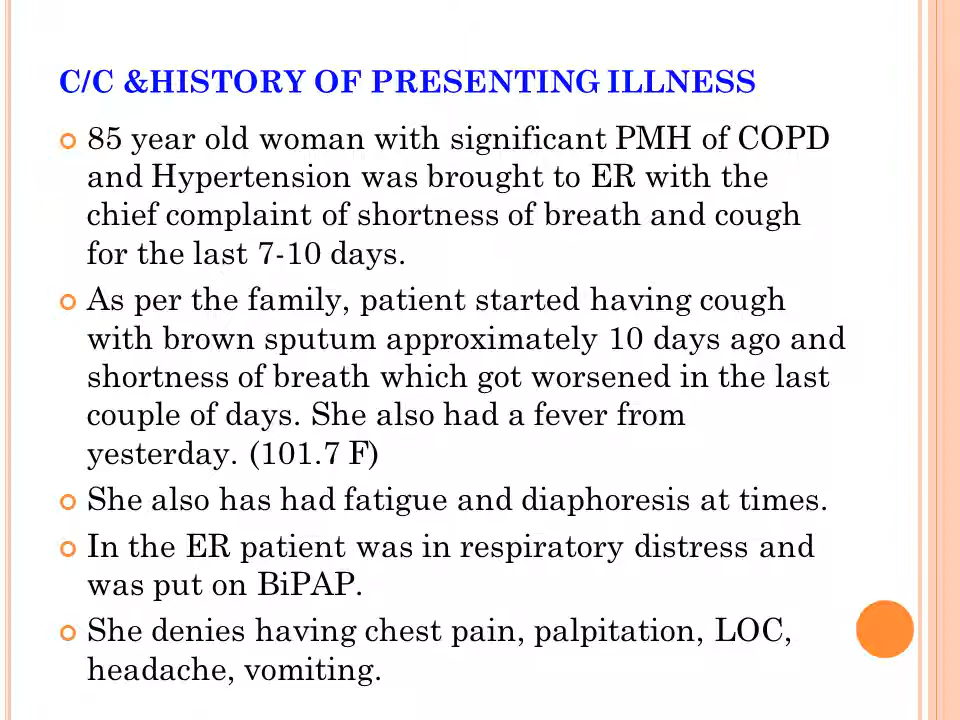 C/C &HISTORY OF PRESENTING ILLNESS
85 year old woman with significant PMH of COPD
and Hypertension was brought to ER with the
chief complaint of shortness of breath and cough
for the last 7-10 days.
As per the family, patient started having cough
with brown sputum approximately 10 days ago and
shortness of breath which got worsened in the last
couple of days. She also had a fever from
yesterday. (101.7 F)
She also has had fatigue and diaphoresis at times.
In the ER patient was in respiratory distress and
was put on BiPAP.
She denies having chest pain, palpitation, LOC,
headache, vomiting.